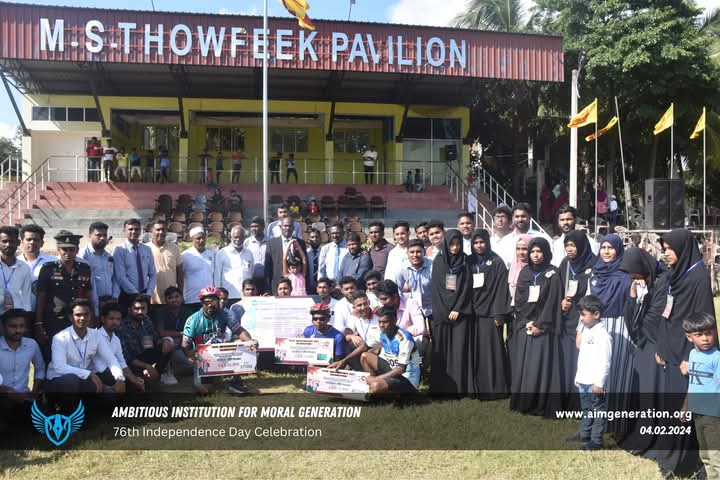 M-S-THOWFEEK PAVILION
AMBITIOUS INSTITUTION FOR MORAL GENERATION
76th Independence Day Celebration
www.aimgeneration.org
04.02.2024